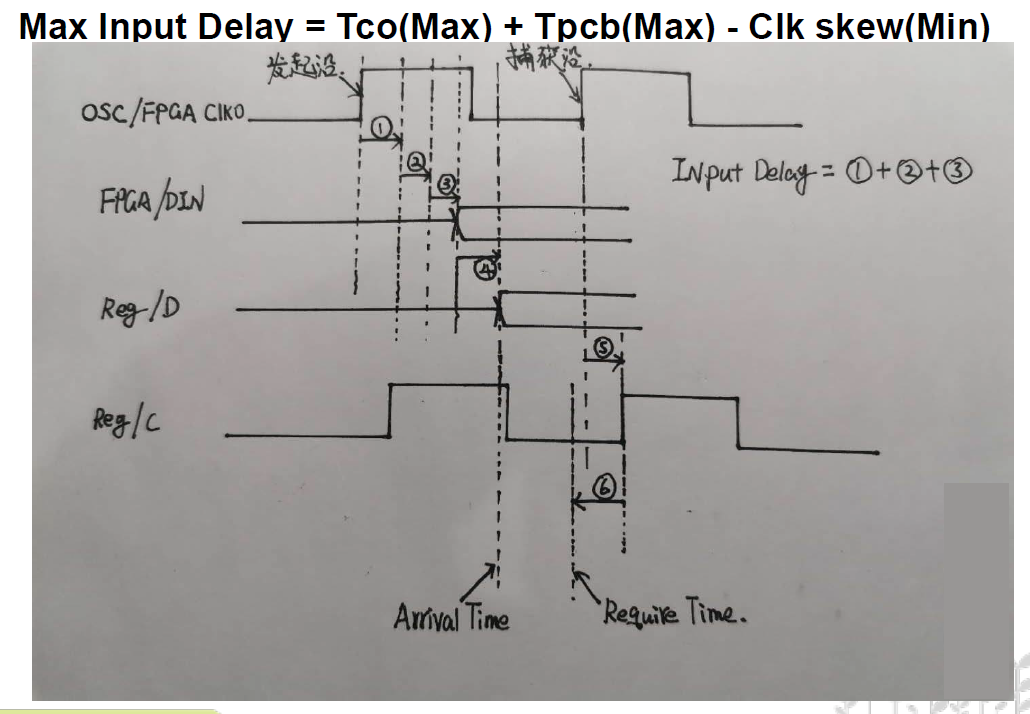 Max Input Delay = Tco(Max) + Tpcb(Max) - Clk skew(Min)
发起沿.
捕获沿.
OSC/FPGA ClKO
①
②
INput Delay = ①+②+③
③
FPGA/DIN
④
Reg/D
⑤
Reg/C
⑥
Arrival Time
Require Time.